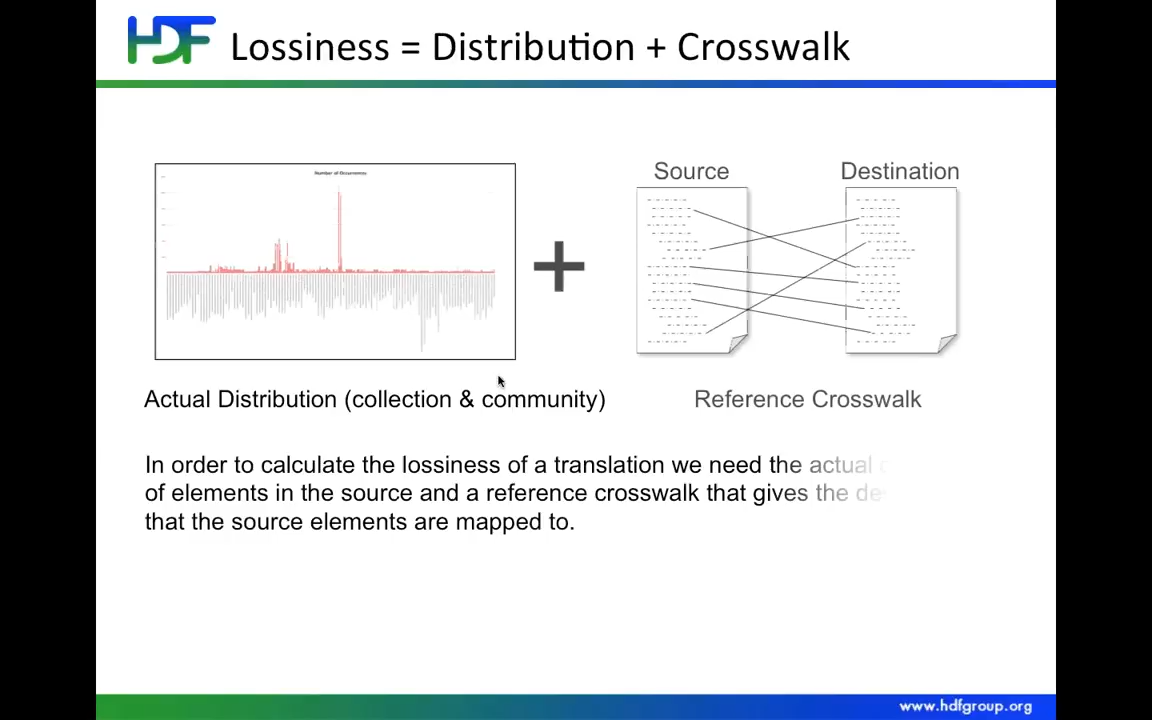 HDF Lossiness = Distribution + Crosswalk
Number of Occurrences
Source
Destination
Actual Distribution (collection & community)
Reference Crosswalk
In order to calculate the lossiness of a translation we need the actual
of elements in the source and a reference crosswalk that gives the
that the source elements are mapped to.
www.hdfgroup.org